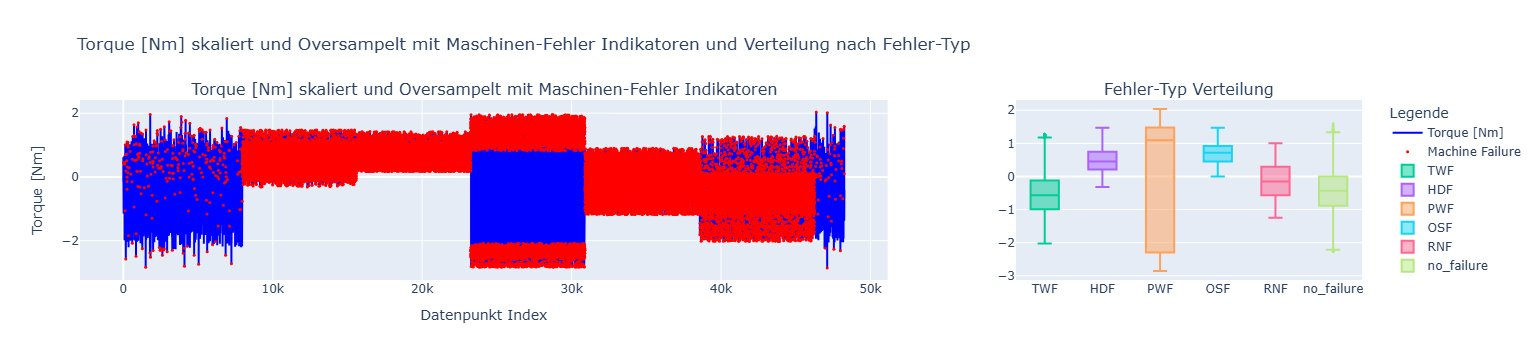 Torque [Nm] skaliert und Oversampelt mit Maschinen-Fehler Indikatoren und Verteilung nach Fehler-Typ
Torque [Nm] skaliert und Oversampelt mit Maschinen-Fehler Indikatoren
Torque [Nm]
2
0
−2
0
10k
20k
30k
40k
50k
Datenpunkt Index
Fehler-Typ Verteilung
2
1
0
−1
−2
−3
TWF
HDF
PWF
OSF
RNF
no_failure
Legende
Torque [Nm]
Machine Failure
TWF
HDF
PWF
OSF
RNF
no_failure